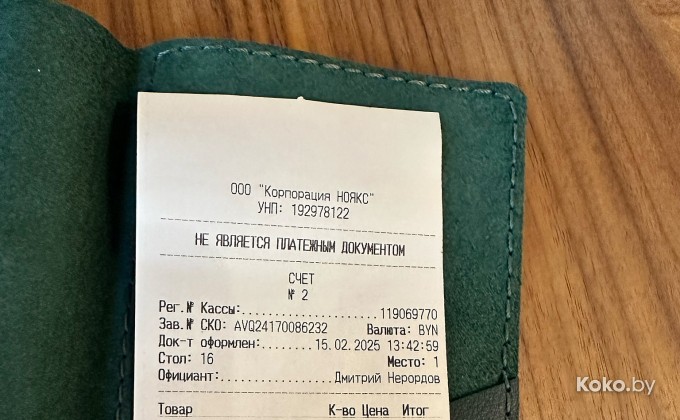 ООО "Корпорация НОЯКС"
УНП: 192978122
НЕ ЯВЛЯЕТСЯ ПЛАТЕЖНЫМ ДОКУМЕНТОМ
СЧЕТ
№ 2
Рег.№ Кассы:........................119069770
Зав.№ СКО: AVQ24170086232 Валюта: BYN
Док-т оформлен:........15.02.2025 13:42:59
Стол: 16 Место: 1
Официант:................Дмитрий Нерордов
Товар К-во Цена Итог
Koko.by